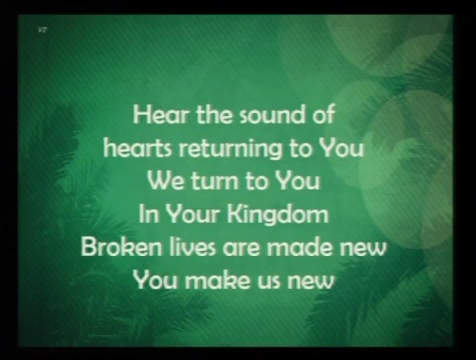 Hear the sound of
hearts returning to You
We turn to You
In Your Kingdom
Broken lives are made new
You make us new